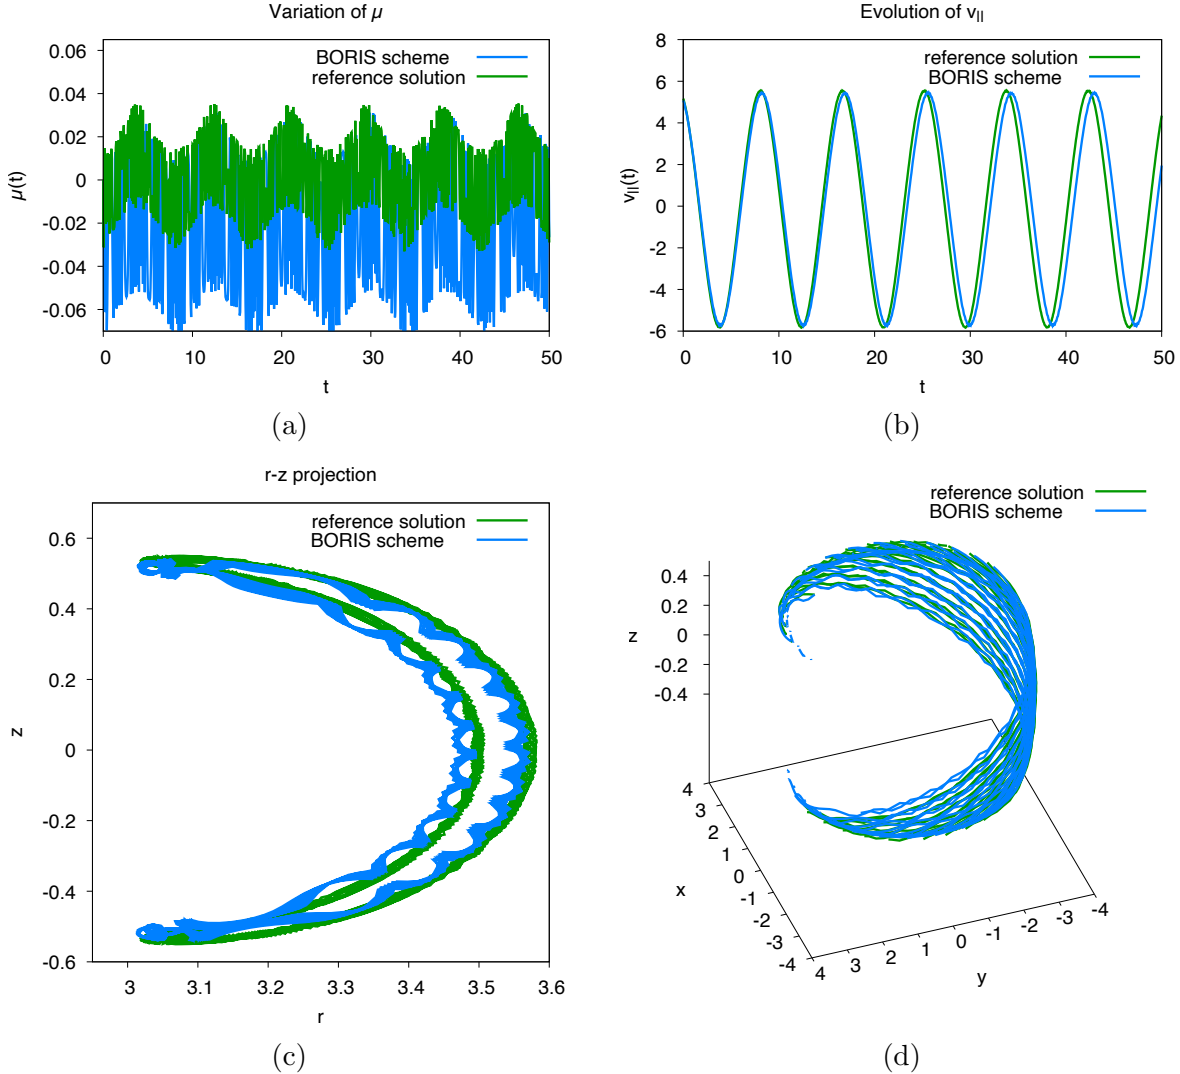 Variation of μ
BORIS scheme
reference solution
0.06
0.04
0.02
0
-0.02
-0.04
-0.06
μ(t)
0 10 20 30 40 50
t
(a)
Evolution of v||
reference solution
BORIS scheme
8
6
4
2
0
-2
-4
-6
v||(t)
0 10 20 30 40 50
t
(b)
r-z projection
reference solution
BORIS scheme
0.6
0.4
0.2
0
-0.2
-0.4
-0.6
z
3 3.1 3.2 3.3 3.4 3.5 3.6
r
(c)
reference solution
BORIS scheme
0.4
0.2
0
-0.2
-0.4
z
4
3
2
1
0
-1
-2
-3
-4
x
4 3 2 1 0 -1 -2 -3 -4
y
(d)